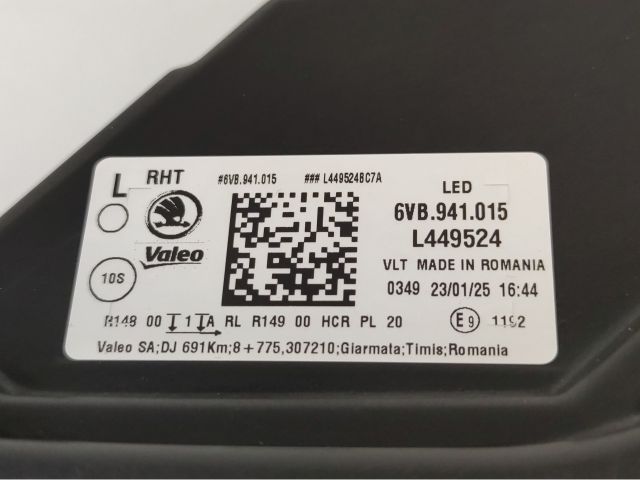 L RHT #6VB.941.015 ###L449524BC7A
LED
6VB.941.015
L449524
Valeo
VLT MADE IN ROMANIA
10S
0349 23/01/25 16:44
R148 00 1 A RL R149 00 HCR PL 20 E9 1192
Valeo SA;DJ 691Km;8+775,307210;Giarmata;Timis;Romania